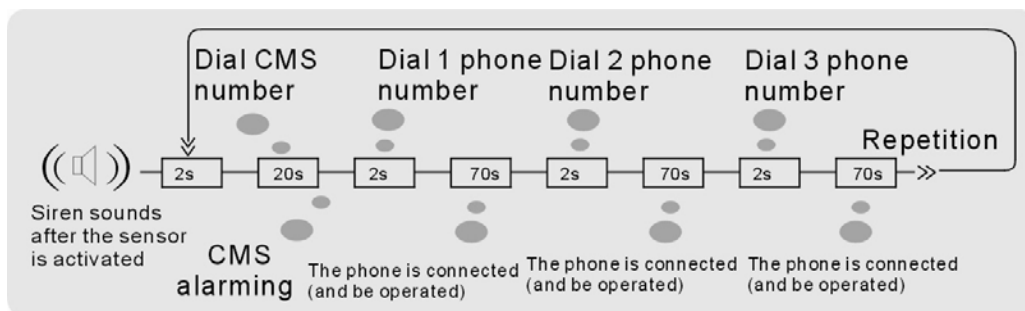 Dial CMS
number
Dial 1 phone
number
Dial 2 phone
number
Dial 3 phone
number
Repetition
2s
20s
2s
70s
2s
70s
2s
70s
Siren sounds
after the sensor
is activated
CMS
alarming
The phone is connected
(and be operated)
The phone is connected
(and be operated)
The phone is connected
(and be operated)